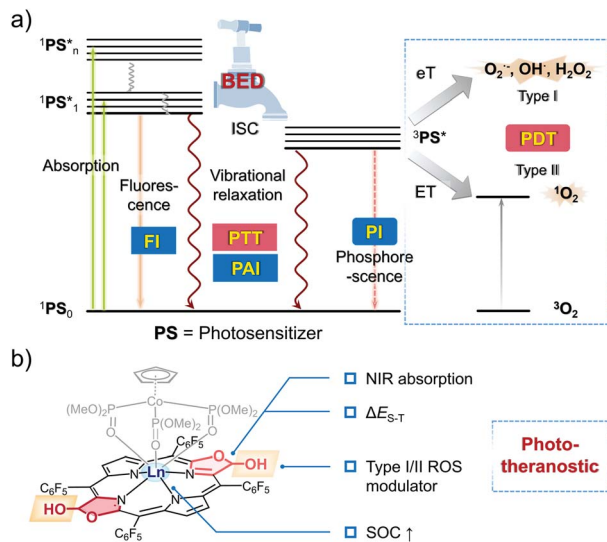 a)
¹PS*ₙ
¹PS*₁
Absorption
Fluores-
cence
FI
BED
ISC
Vibrational
relaxation
PTT
PAI
³PS*
PI
Phosphore
-scence
eT
O₂˙⁻, OH˙, H₂O₂
Type I
PDT
Type II
ET
¹O₂
³O₂
¹PS₀
PS = Photosensitizer
b)
Co
(MeO)₂P
P(OMe)₂
P(OMe)₂
O
O
O
C₆F₅
O
OH
N
N
Ln
N
N
C₆F₅
C₆F₅
HO
O
C₆F₅
NIR absorption
ΔE_S-T
Type I/II ROS
modulator
SOC ↑
Photo-
theranostic